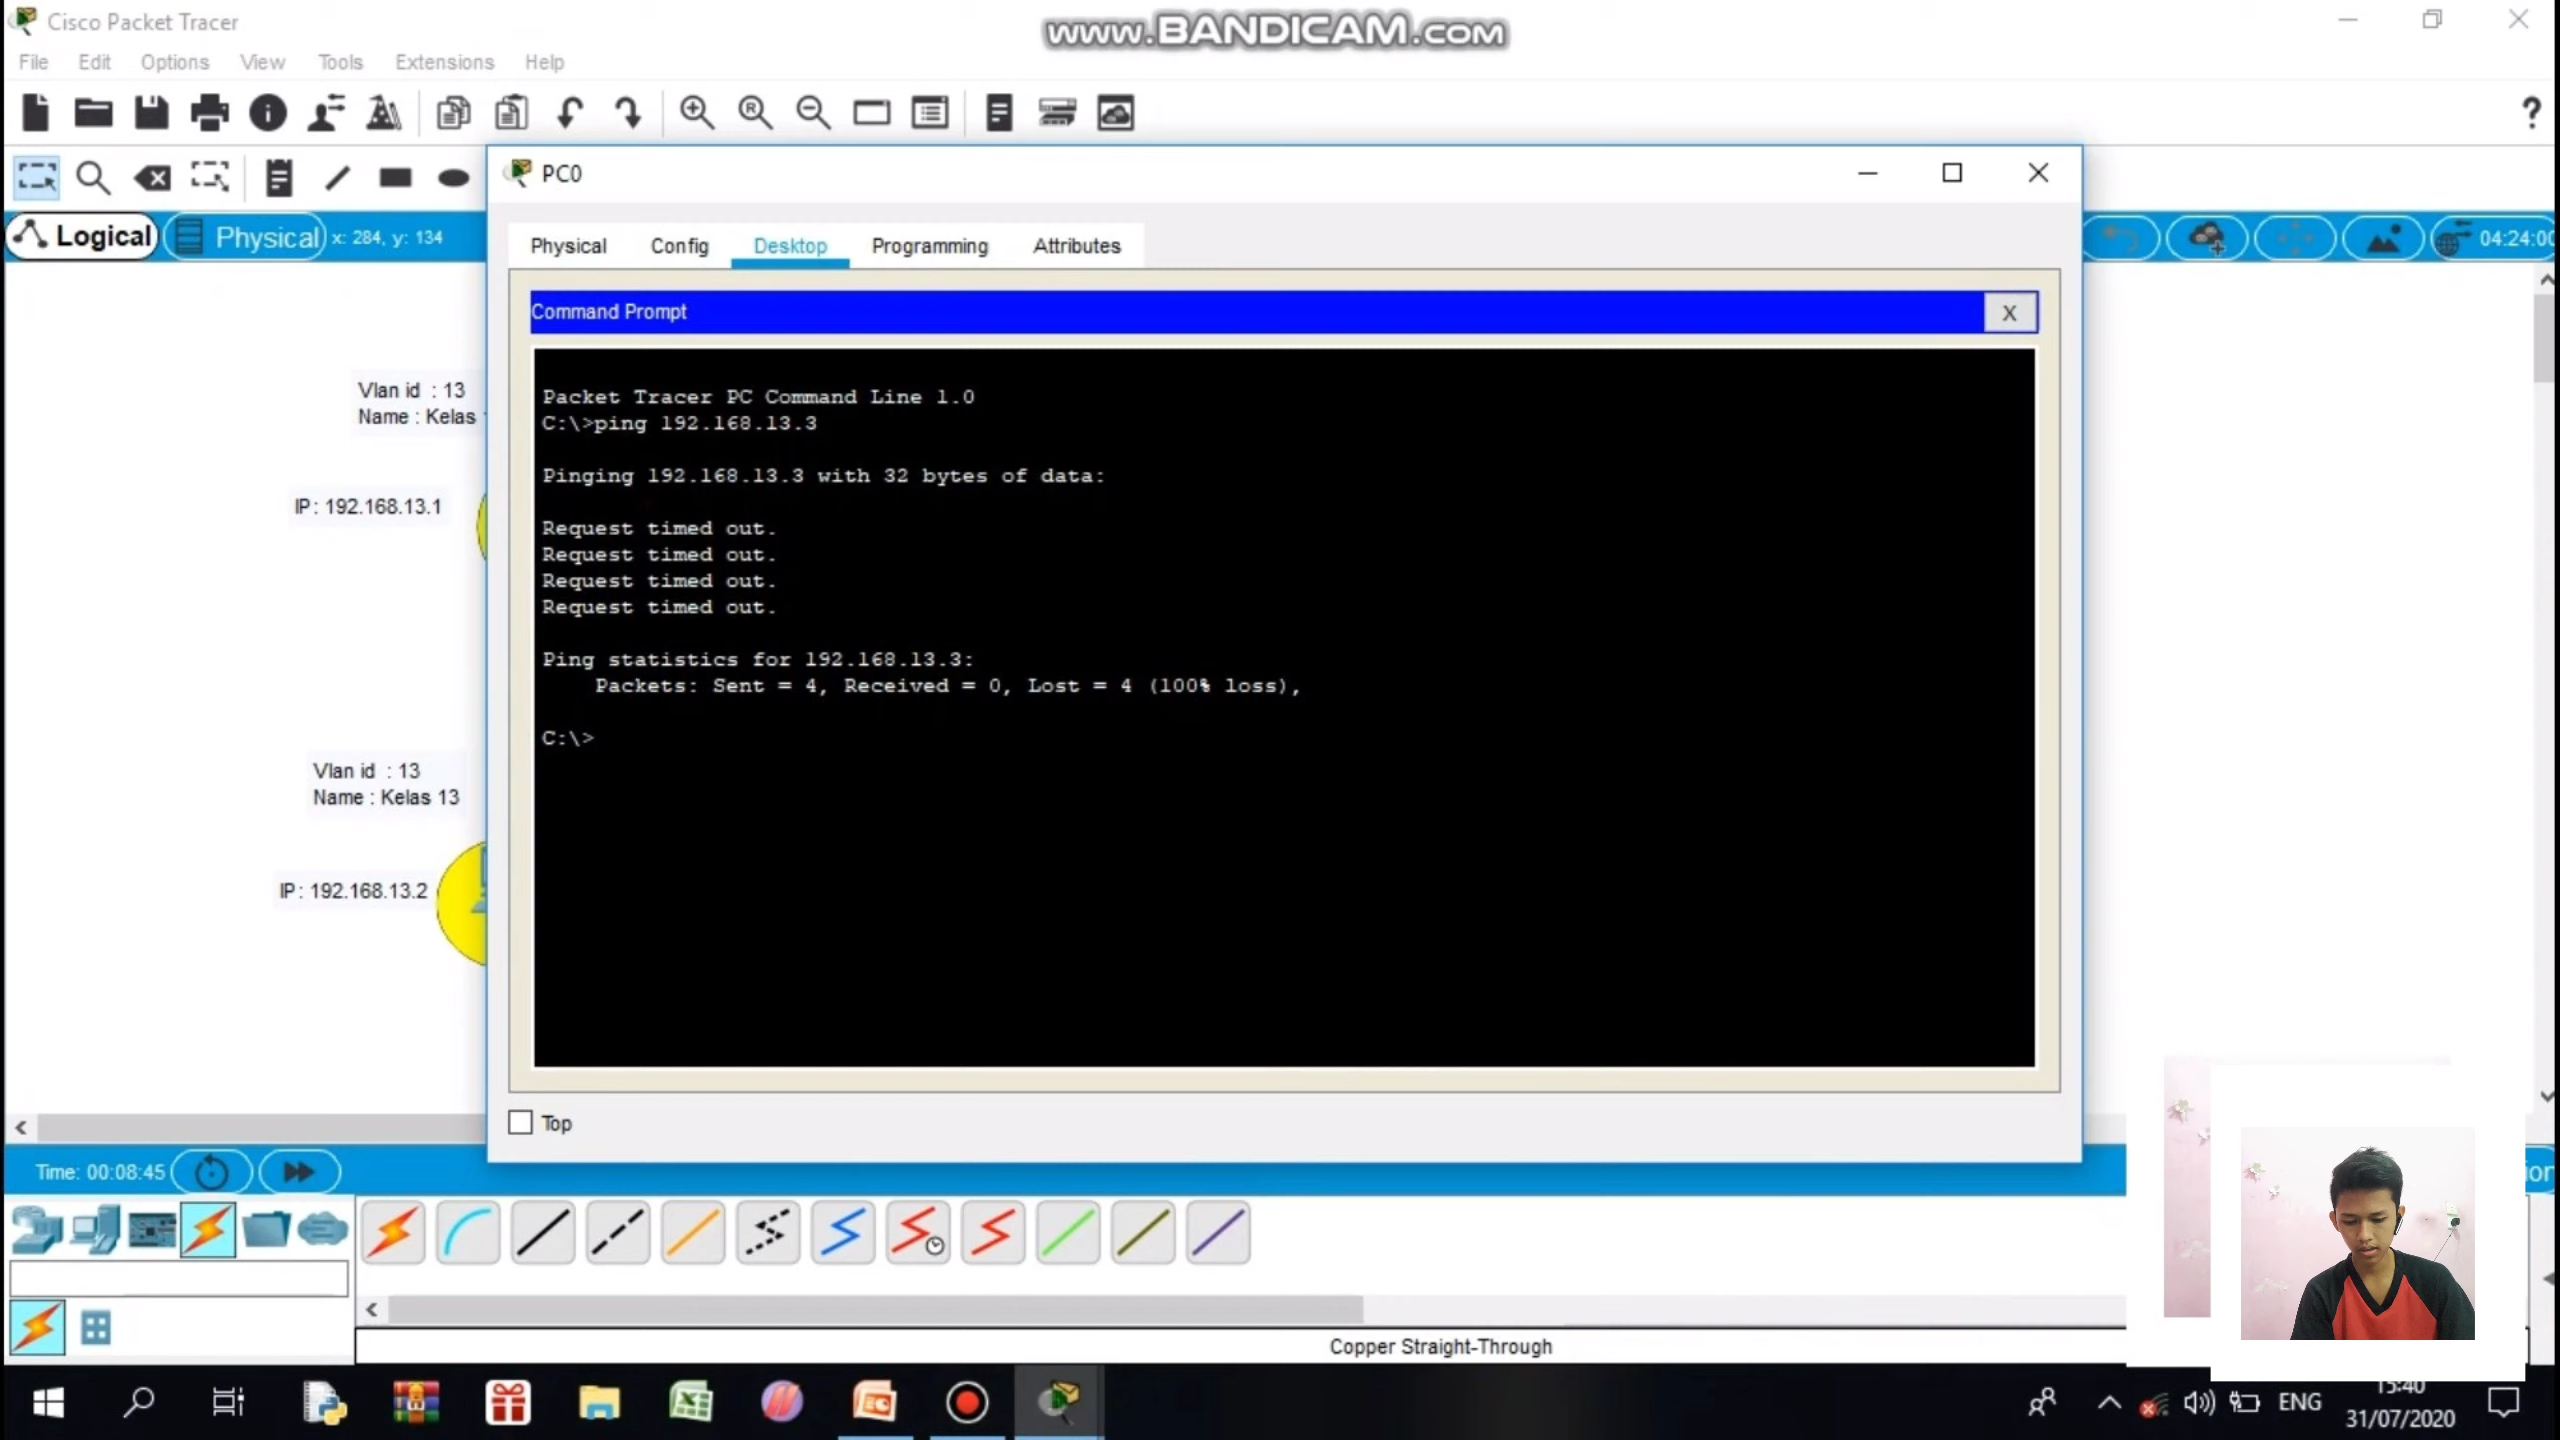 Cisco Packet Tracer
www.BANDICAM.com
File Edit Options View Tools Extensions Help
PC0
Logical Physical x: 284, y: 134
04:24:00
Physical Config Desktop Programming Attributes
Command Prompt
X
Packet Tracer PC Command Line 1.0
C:\>ping 192.168.13.3
Pinging 192.168.13.3 with 32 bytes of data:
Request timed out.
Request timed out.
Request timed out.
Request timed out.
Ping statistics for 192.168.13.3:
Packets: Sent = 4, Received = 0, Lost = 4 (100% loss),
C:\>
Vlan id : 13
Name : Kelas
IP: 192.168.13.1
Vlan id : 13
Name : Kelas 13
IP: 192.168.13.2
Top
Time: 00:08:45
Copper Straight-Through
ENG
15:40
31/07/2020